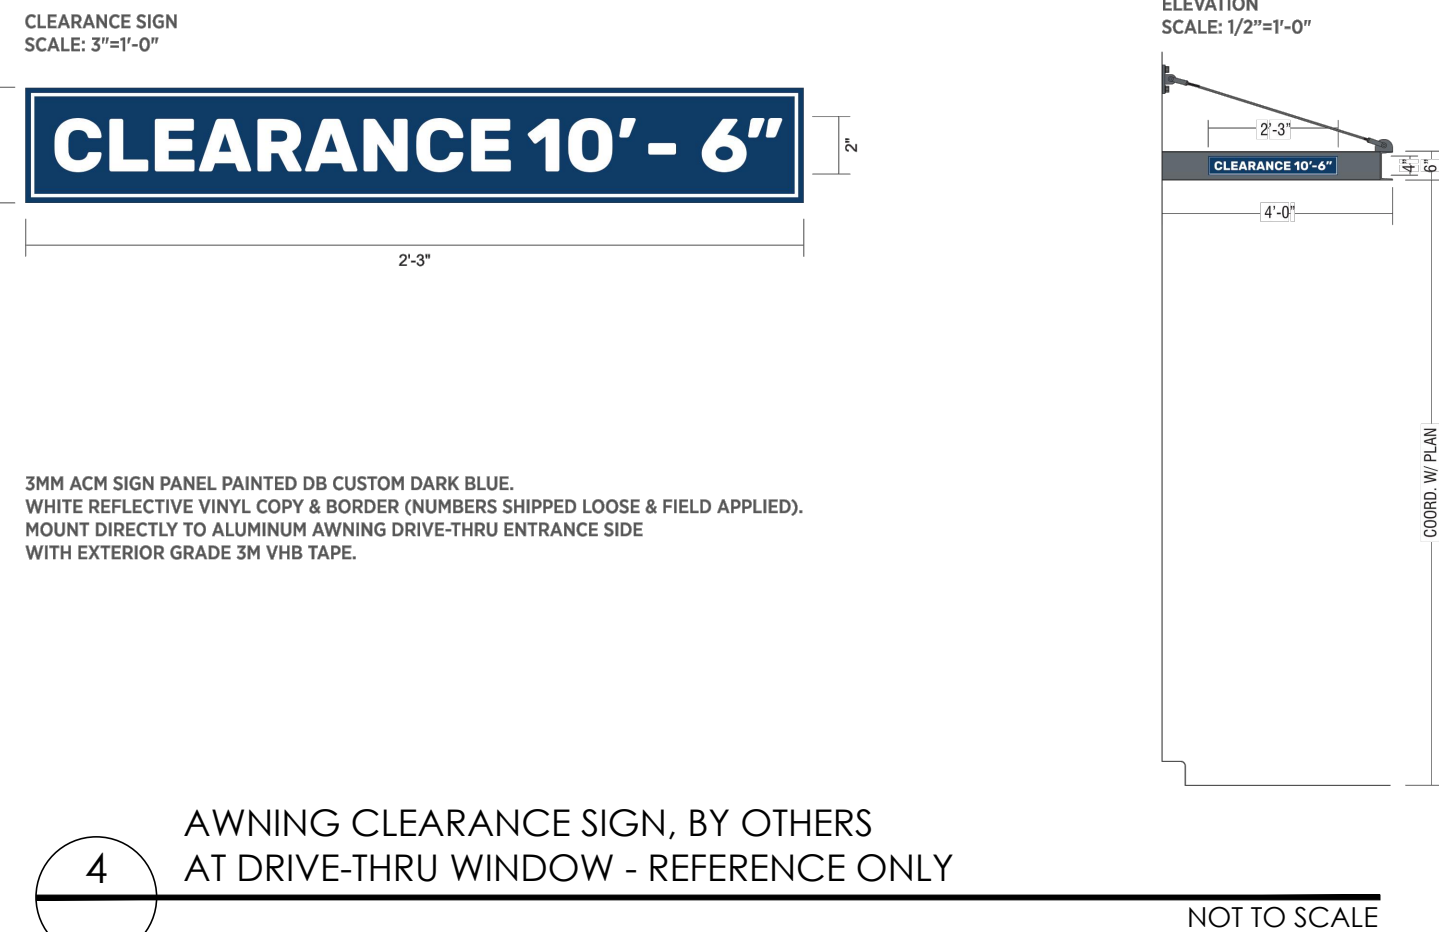 CLEARANCE SIGN
SCALE: 3"=1'-0"
CLEARANCE 10’- 6”
2"
2'-3"
ELEVATION
SCALE: 1/2”=1'-0"
2'-3"
CLEARANCE 10’-6”
4"
6"
4'-0"
COORD. W/ PLAN
3MM ACM SIGN PANEL PAINTED DB CUSTOM DARK BLUE.
WHITE REFLECTIVE VINYL COPY & BORDER (NUMBERS SHIPPED LOOSE & FIELD APPLIED).
MOUNT DIRECTLY TO ALUMINUM AWNING DRIVE-THRU ENTRANCE SIDE
WITH EXTERIOR GRADE 3M VHB TAPE.
4
AWNING CLEARANCE SIGN, BY OTHERS
AT DRIVE-THRU WINDOW - REFERENCE ONLY
NOT TO SCALE